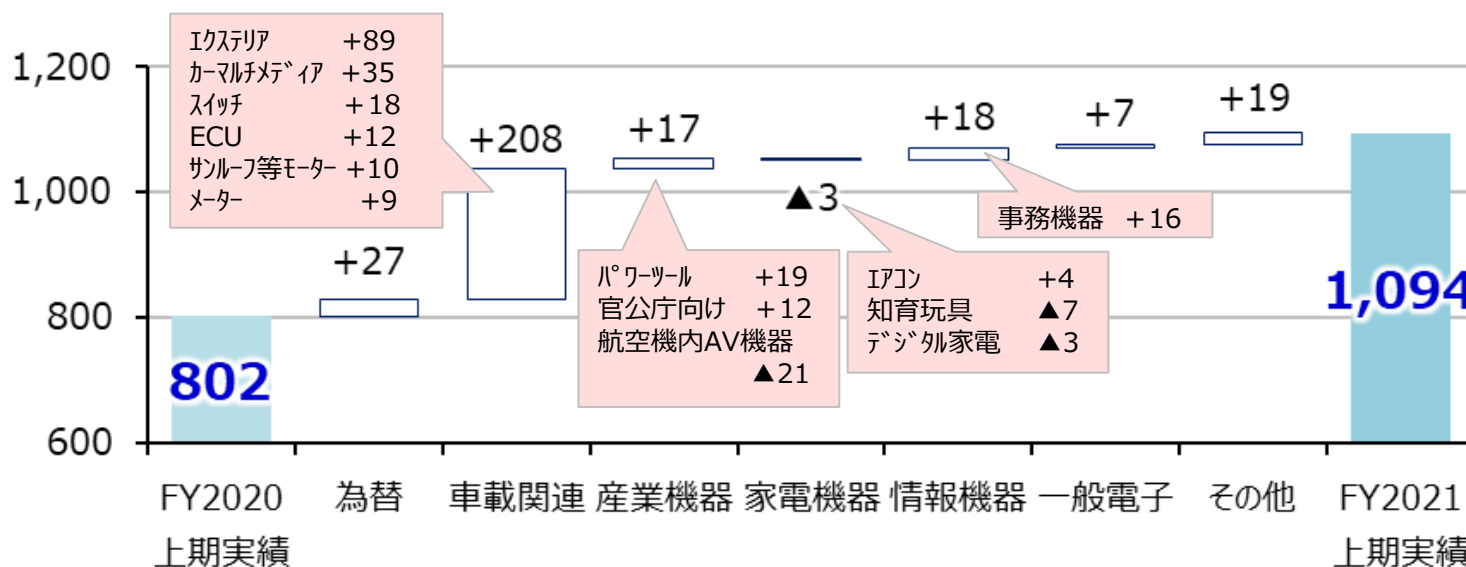 ｴｸｽﾃﾘｱ +89
ｶｰﾏﾙﾁﾒﾃﾞｨｱ +35
ｽｲｯﾁ +18
ECU +12
ｻﾝﾙｰﾌ等ﾓｰﾀｰ +10
ﾒｰﾀｰ +9
1,200
1,000
800
600
802
+27
+208
+17
▲3
+18
+7
+19
1,094
ﾊﾟﾜｰﾂｰﾙ +19
官公庁向け +12
航空機内AV機器
▲21
ｴｱｺﾝ +4
知育玩具 ▲7
ﾃﾞｼﾞﾀﾙ家電 ▲3
事務機器 +16
FY2020
上期実績
為替
車載関連
産業機器
家電機器
情報機器
一般電子
その他
FY2021
上期実績